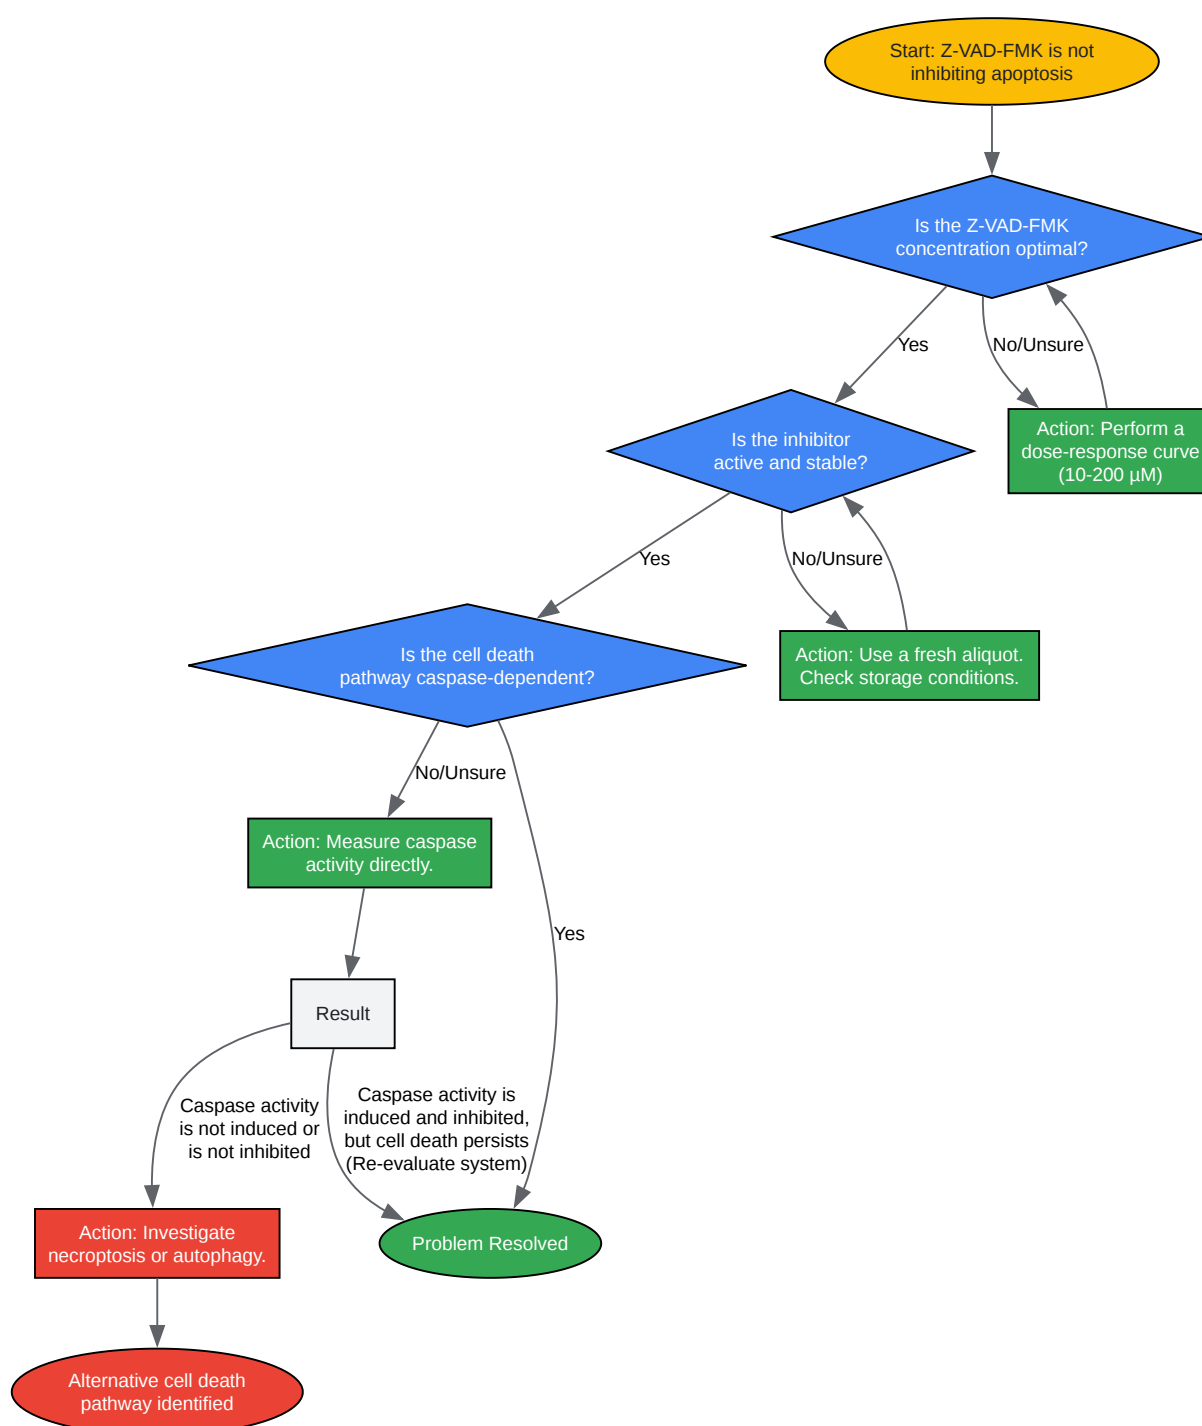 Start: Z-VAD-FMK is not
inhibiting apoptosis
Is the Z-VAD-FMK
concentration optimal?
Yes
No/Unsure
Is the inhibitor
active and stable?
Action: Perform a
dose-response curve
(10-200 µM)
Yes
No/Unsure
Is the cell death
pathway caspase-dependent?
Action: Use a fresh aliquot.
Check storage conditions.
No/Unsure
Action: Measure caspase
activity directly.
Yes
Result
Caspase activity
is not induced or
is not inhibited
Caspase activity is
induced and inhibited,
but cell death persists
(Re-evaluate system)
Action: Investigate
necroptosis or autophagy.
Problem Resolved
Alternative cell death
pathway identified